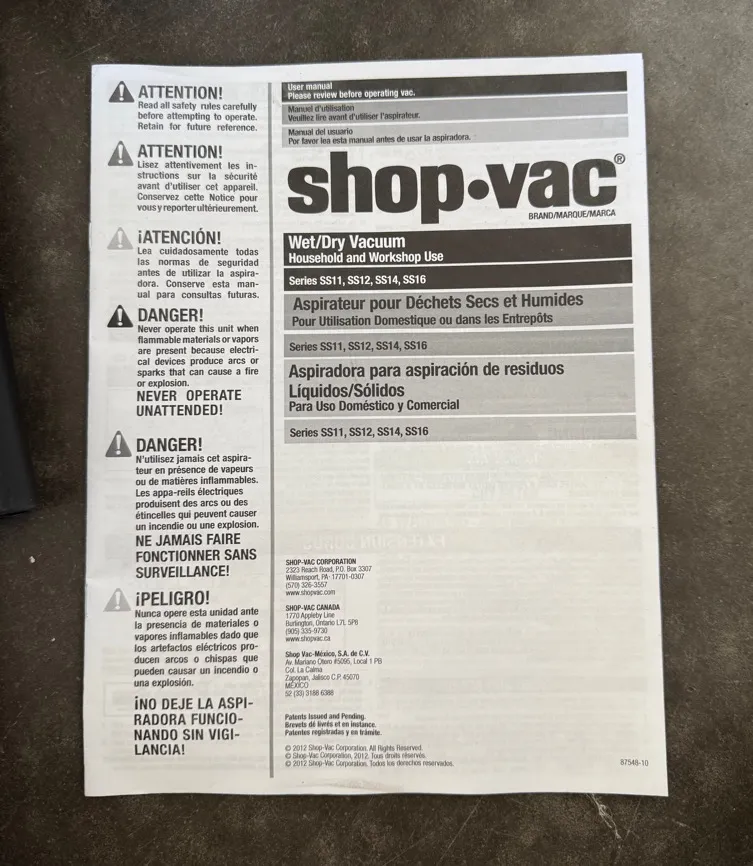 ATTENTION!
Read all safety rules carefully
before attempting to operate.
Retain for future reference.
ATTENTION!
Lisez attentivement les in-
structions sur la sécurité
avant d'utiliser cet appareil.
Conservez cette Notice pour
vous y reporter ultérieurement.
¡ATENCIÓN!
Lea cuidadosamente todas
las normas de seguridad
antes de utilizar la aspira-
dora. Conserve esta man-
ual para consultas futuras.
DANGER!
Never operate this unit when
flammable materials or vapors
are present because electri-
cal devices produce arcs or
sparks that can cause a fire
or explosion.
NEVER OPERATE
UNATTENDED!
DANGER!
N'utilisez jamais cet aspira-
teur en présence de vapeurs
ou de matières inflammables.
Les appa-reils électriques
produisent des arcs ou des
étincelles qui peuvent causer
un incendie ou une explosion.
NE JAMAIS FAIRE
FONCTIONNER SANS
SURVEILLANCE!
¡PELIGRO!
Nunca opere esta unidad ante
la presencia de materiales o
vapores inflamables dado que
los artefactos eléctricos pro-
ducen arcos o chispas que
pueden causar un incendio o
una explosión.
¡NO DEJE LA ASPI-
RADORA FUNCIO-
NANDO SIN VIGI-
LANCIA!
User manual
Please review before operating vac.
Manuel d'utilisation
Veuillez lire avant d'utiliser l'aspirateur.
Manual del usuario
Por favor lea esta manual antes de usar la aspiradora.
shop•vac®
BRAND/MARQUE/MARCA
Wet/Dry Vacuum
Household and Workshop Use
Series SS11, SS12, SS14, SS16
Aspirateur pour Déchets Secs et Humides
Pour Utilisation Domestique ou dans les Entrepôts
Series SS11, SS12, SS14, SS16
Aspiradora para aspiración de residuos
Líquidos/Sólidos
Para Uso Doméstico y Comercial
Series SS11, SS12, SS14, SS16
SHOP-VAC CORPORATION
2323 Reach Road, P.O. Box 3307
Williamsport, PA· 17701-0307
(570) 326-3557
www.shopvac.com
SHOP-VAC CANADA
1770 Appleby Line
Burlington, Ontario L7L 5P8
(905) 335-9730
www.shopvac.ca
Shop Vac-México, S.A. de C.V.
Av. Mariano Otero #5095, Local 1 PB
Col. La Calma
Zapopan, Jalisco C.P. 45070
MÉXICO
52 (33) 3188 6388
Patents Issued and Pending.
Brevets dé livrés et en instance.
Patentes registradas y en trámite.
© 2012 Shop-Vac Corporation. All Rights Reserved.
© Shop-Vac Corporation, 2012. Tous droits réservés.
© 2012 Shop-Vac Corporation. Todos los derechos reservados.
87548-10